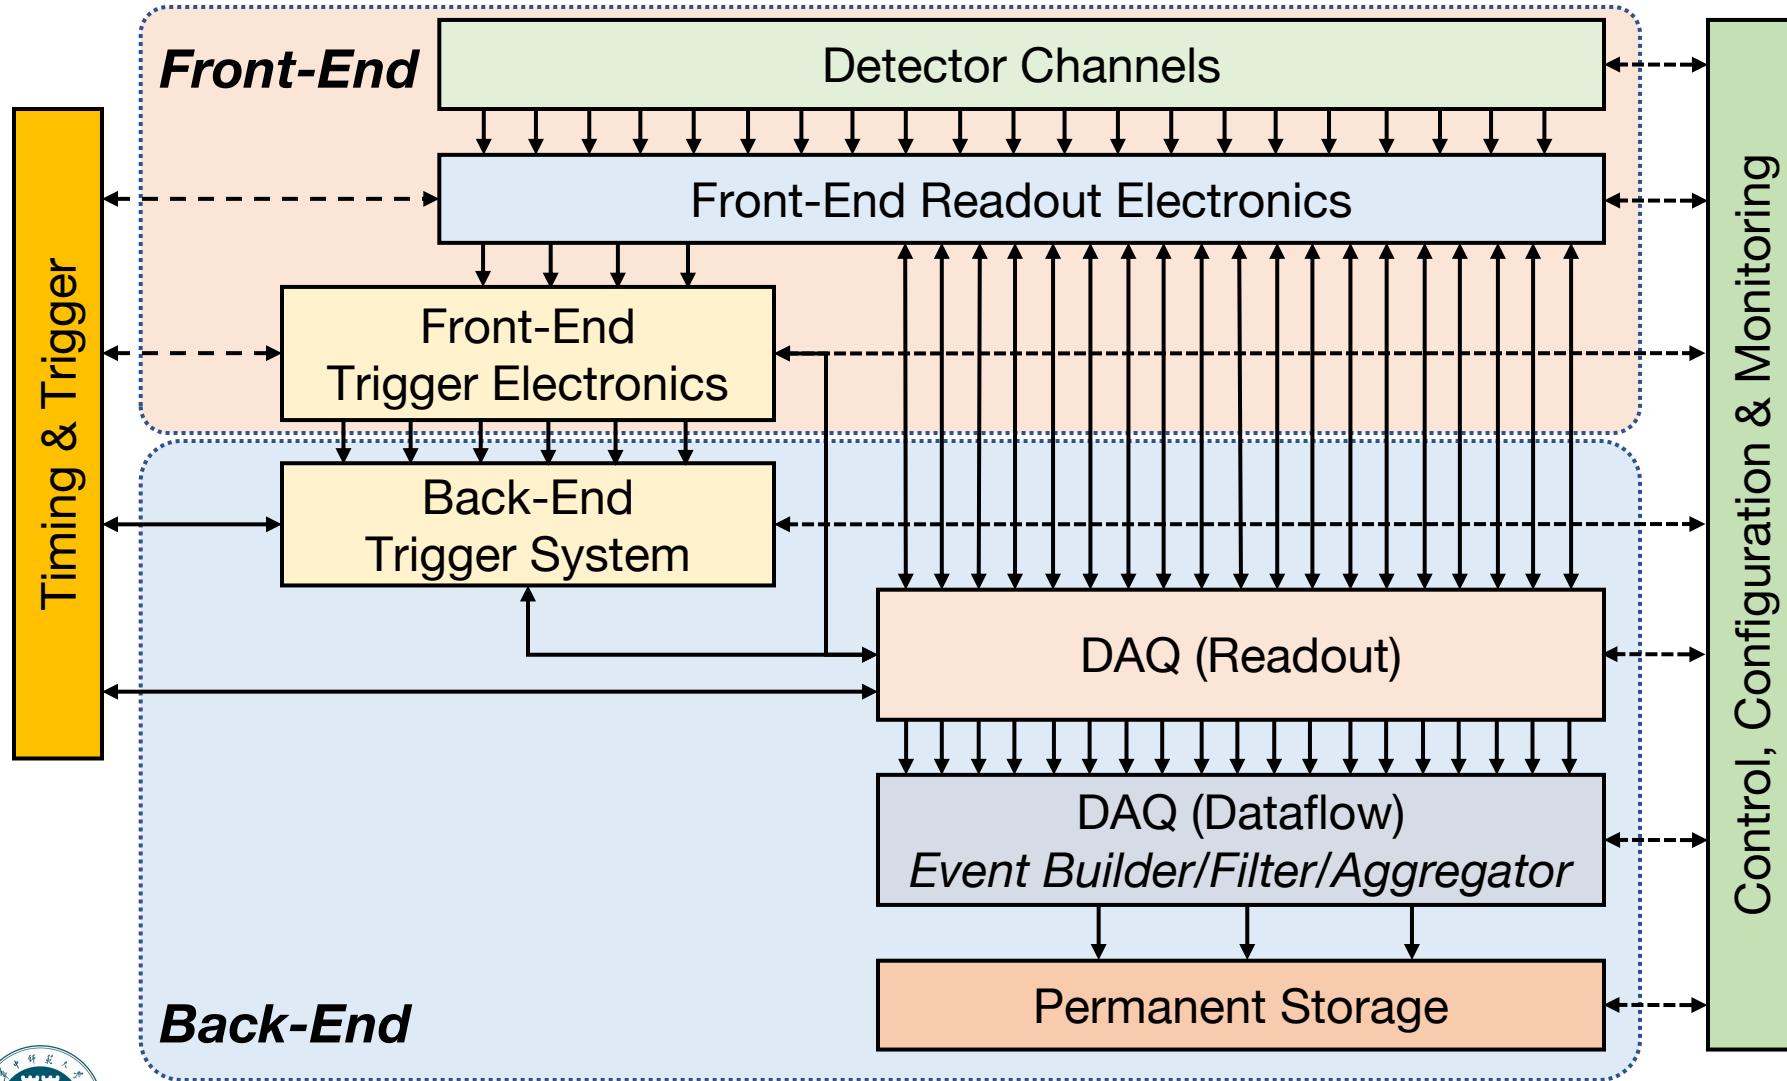 Front-End
Detector Channels
Front-End Readout Electronics
Timing & Trigger
Front-End
Trigger Electronics
Back-End
Trigger System
DAQ (Readout)
DAQ (Dataflow)
Event Builder/Filter/Aggregator
Permanent Storage
Back-End
Control, Configuration & Monitoring